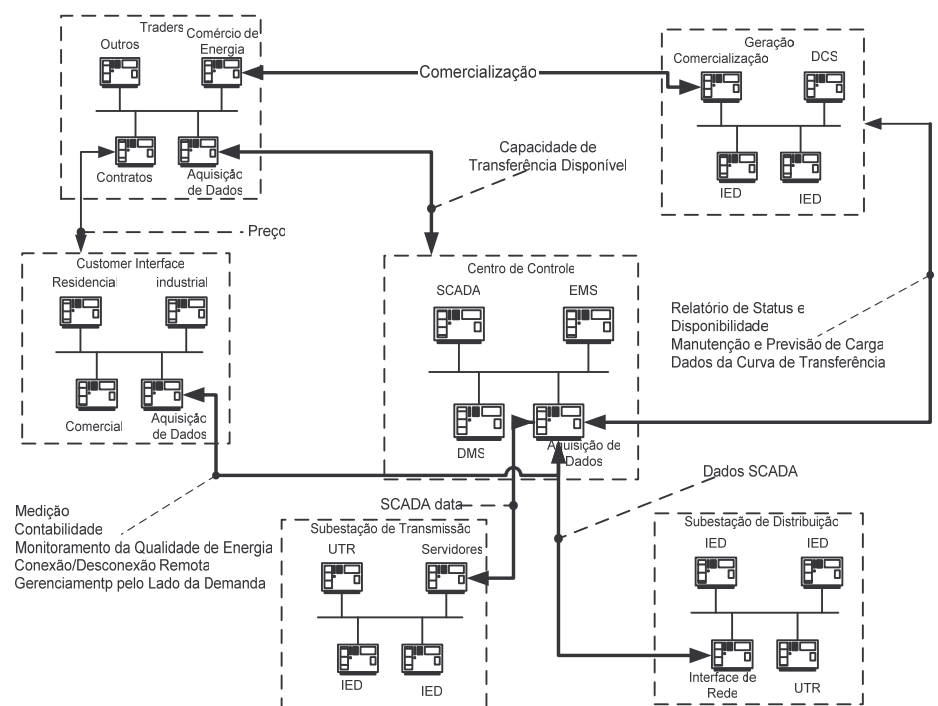 Traders
Outros
Comércio de
Energia
Contratos
Aquisição
de Dados
Comercialização
Geração
Comercialização
DCS
IED
IED
Capacidade de
Transferência Disponível
Preço
Customer Interface
Residencial
industrial
Comercial
Aquisição
de Dados
Centro de Controle
SCADA
EMS
DMS
Aquisição de
Dados
Relatório de Status e
Disponibilidade
Manutenção e Previsão de Carga
Dados da Curva de Transferência
Medição
Contabilidade
Monitoramento da Qualidade de Energia
Conexão/Desconexão Remota
Gerenciamentp pelo Lado da Demanda
SCADA data
Dados SCADA
Subestação de Transmissão
UTR
Servidores
IED
IED
Subestação de Distribuição
IED
IED
Interface de
Rede
UTR